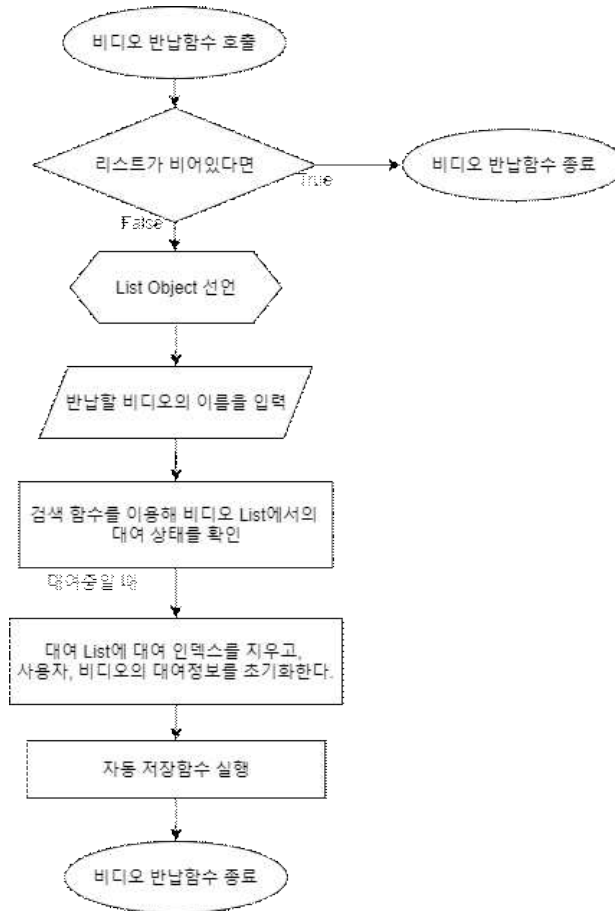 비디오 반납함수 호출
리스트가 비어있다면
True
비디오 반납함수 종료
False
List Object 선언
반납할 비디오의 이름을 입력
검색 함수를 이용해 비디오 List에서의
대여 상태를 확인
대여중일 때
대여 List에 대여 인덱스를 지우고,
사용자, 비디오의 대여정보를 초기화한다.
자동 저장함수 실행
비디오 반납함수 종료